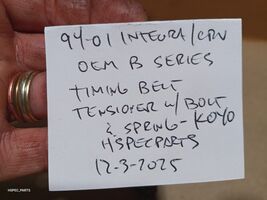 94-01 INTEGRA/CRV
OEM B SERIES
TIMING BELT
TENSIONER W/ BOLT
& SPRING - KOYO
HSPECPARTS
12-3-2025
HSPEC_PARTS